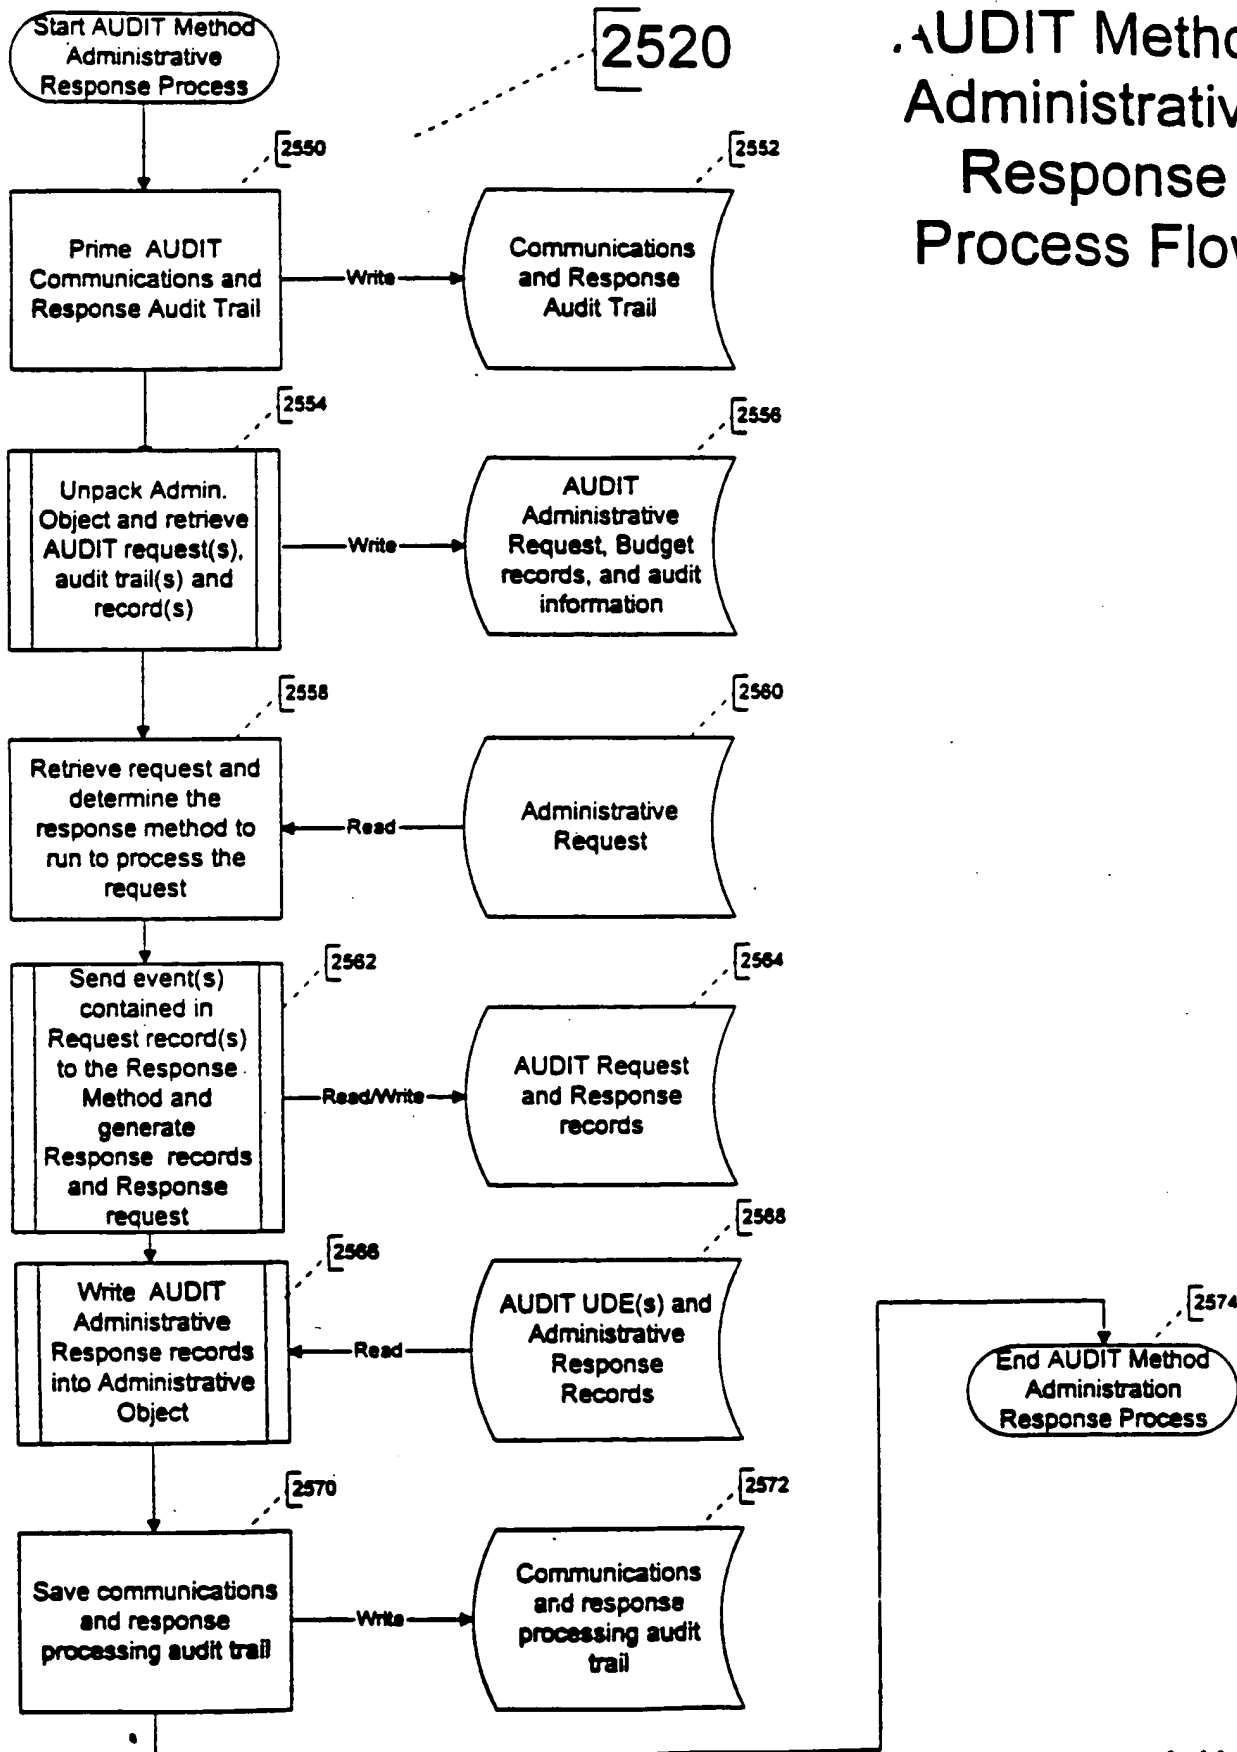 Start AUDIT Method
Administrative
Response Process
2520
AUDIT
Administrative
Response
Process
2550
2552
Prime AUDIT
Communications and
Response Audit Trail
Write
Communications
and Response
Audit Trail
2554
2556
Unpack Admin.
Object and retrieve
AUDIT request(s),
audit trail(s) and
record(s)
Write
AUDIT
Administrative
Request, Budget
records, and audit
information
2558
2560
Retrieve request and
determine the
response method to
run to process the
request
Read
Administrative
Request
2562
2564
Send event(s)
contained in
Request record(s)
to the Response
Method and
generate
Response records
and Response
request
Read/Write
AUDIT Request
and Response
records
2566
2568
Write AUDIT
Administrative
Response records
into Administrative
Object
Read
AUDIT UDE(s) and
Administrative
Response
Records
2574
End AUDIT Method
Administration
Response Process
2570
2572
Save communications
and response
processing audit trail
Write
Communications
and response
processing audit
trail